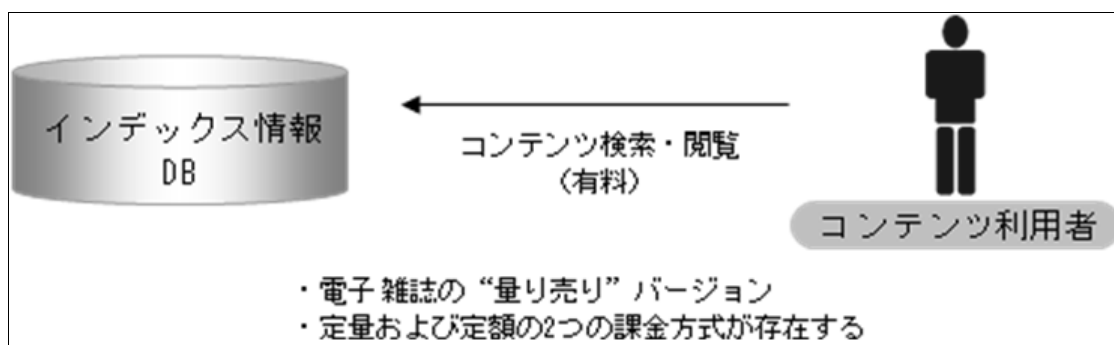 インデックス情報
DB
コンテンツ検索・閲覧
（有料）
コンテンツ利用者
・電子雑誌の“量り売り”バージョン
・定量および定額の2つの課金方式が存在する